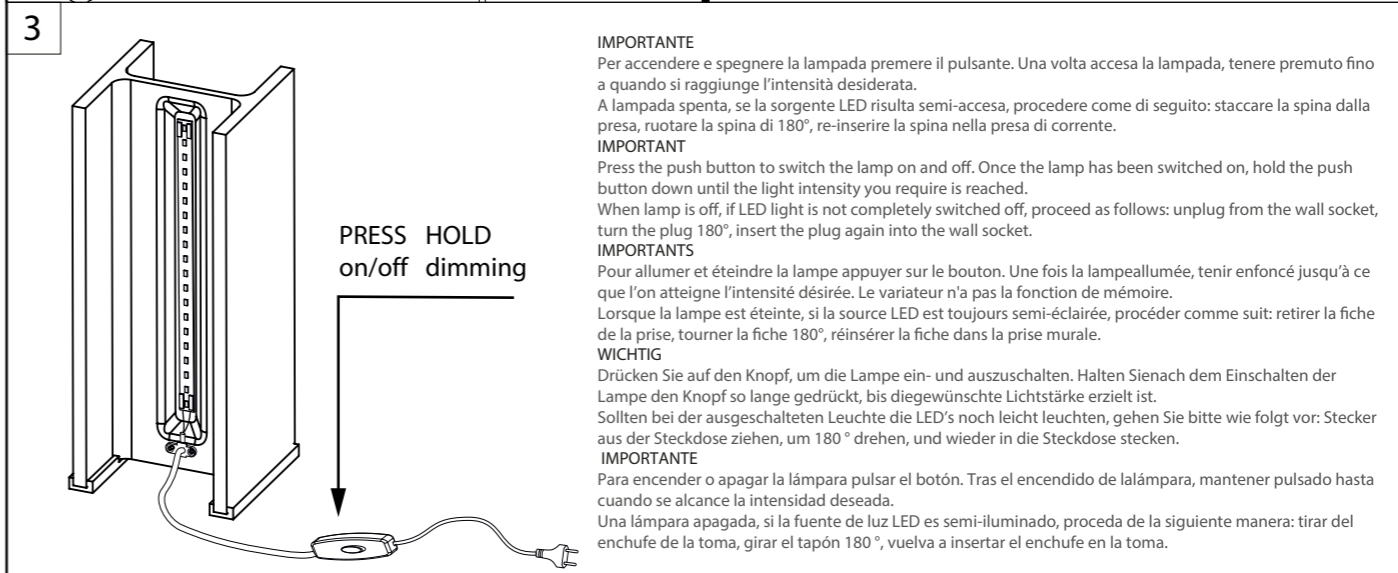 3
PRESS HOLD
on/off dimming
IMPORTANTE
Per accendere e spegnere la lampada premere il pulsante. Una volta accesa la lampada, tenere premuto fino
a quando si raggiunge l’intensità desiderata.
A lampada spenta, se la sorgente LED risulta semi-accesa, procedere come di seguito: staccare la spina dalla
presa, ruotare la spina di 180°, re-inserire la spina nella presa di corrente.
IMPORTANT
Press the push button to switch the lamp on and off. Once the lamp has been switched on, hold the push
button down until the light intensity you require is reached.
When lamp is off, if LED light is not completely switched off, proceed as follows: unplug from the wall socket,
turn the plug 180°, insert the plug again into the wall socket.
IMPORTANTS
Pour allumer et éteindre la lampe appuyer sur le bouton. Une fois la lampeallumée, tenir enfoncé jusqu’à ce
que l’on atteigne l’intensité désirée. Le variateur n'a pas la fonction de mémoire.
Lorsque la lampe est éteinte, si la source LED est toujours semi-éclairée, procéder comme suit: retirer la fiche
de la prise, tourner la fiche 180°, réinsérer la fiche dans la prise murale.
WICHTIG
Drücken Sie auf den Knopf, um die Lampe ein- und auszuschalten. Halten Sienach dem Einschalten der
Lampe den Knopf so lange gedrückt, bis diegewünschte Lichtstärke erzielt ist.
Sollten bei der ausgeschalteten Leuchte die LED’s noch leicht leuchten, gehen Sie bitte wie folgt vor: Stecker
aus der Steckdose ziehen, um 180 ° drehen, und wieder in die Steckdose stecken.
IMPORTANTE
Para encender o apagar la lámpara pulsar el botón. Tras el encendido de lalámpara, mantener pulsado hasta
cuando se alcance la intensidad deseada.
Una lámpara apagada, si la fuente de luz LED es semi-iluminado, proceda de la siguiente manera: tirar del
enchufe de la toma, girar el tapón 180 °, vuelva a insertar el enchufe en la toma.